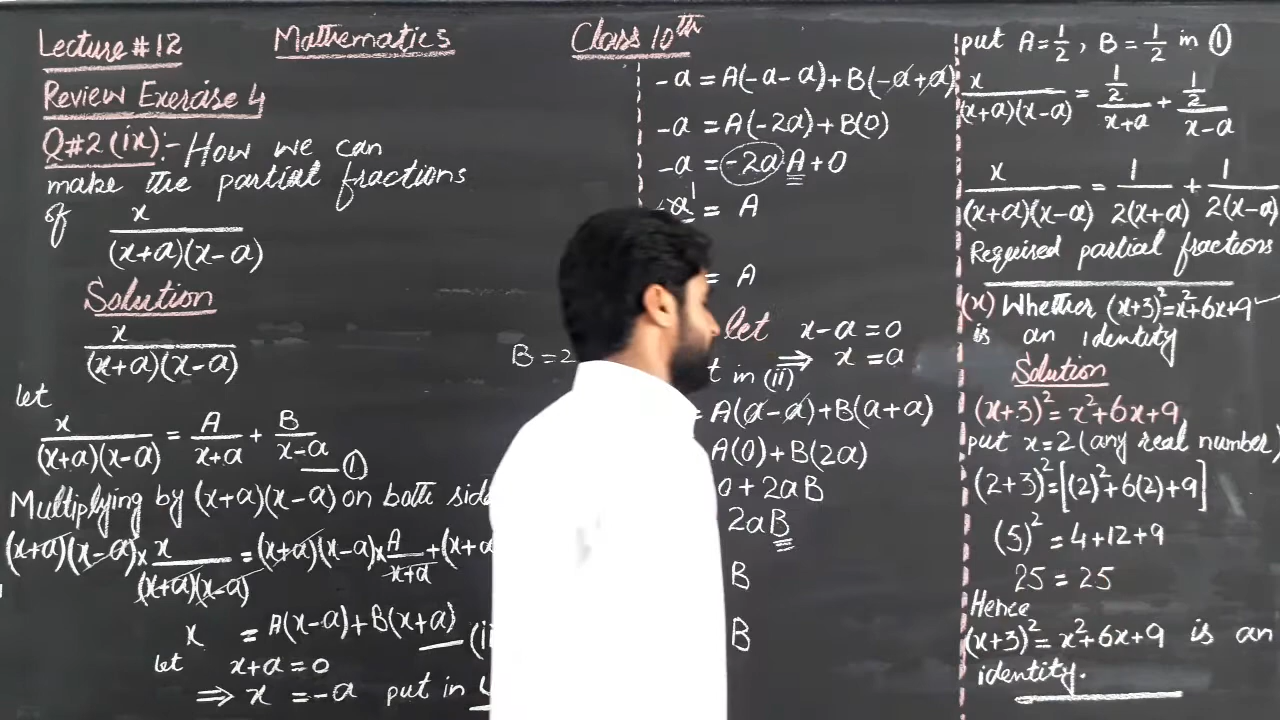 Lecture #12 Mathematics Class 10th
Review Exercise 4
Q#2(ix):- How we can
make the partial fractions
of x/(x+a)(x-a)
Solution
x/(x+a)(x-a)
let
x/(x+a)(x-a) = A/x+a + B/x-a —①
Multiplying by (x+a)(x-a) on both
(x+a)(x-a)× x/(x+a)(x-a) = (x+a)(x-a)× A/x+a +(x+a
x = A(x-a)+B(x+a) —
let x+a=0
⇒ x =-a put in
B=2
-a = A(-a-a)+B(-a+a)
-a = A(-2a)+B(0)
-a = -2aA+0
= A
= A
let x-a=0
⇒ x=a
in (ii)
= A(a-a)+B(a+a)
A(0)+B(2a)
0+2aB
2aB
B
B
put A=1/2, B=1/2 in ①
x/(x+a)(x-a) = 1/2/x+a + 1/2/x-a
x/(x+a)(x-a) = 1/2(x+a) + 1/2(x-a)
Required partial fractions
(x) Whether (x+3)²=x²+6x+9
is an identity
Solution
(x+3)²=x²+6x+9
put x=2(any real number)
(2+3)²=[(2)²+6(2)+9]
(5)²=4+12+9
25=25
Hence
(x+3)²=x²+6x+9 is an
identity.